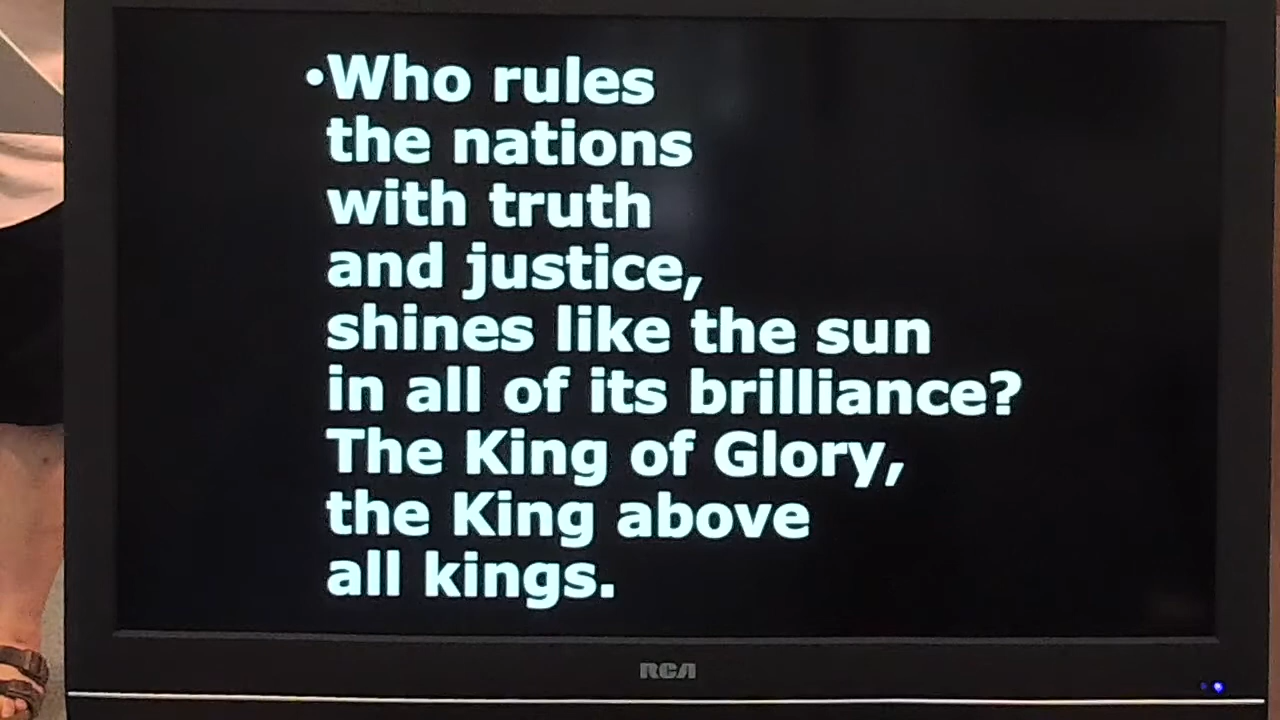 •Who rules
the nations
with truth
and justice,
shines like the sun
in all of its brilliance?
The King of Glory,
the King above
all kings.
RCA